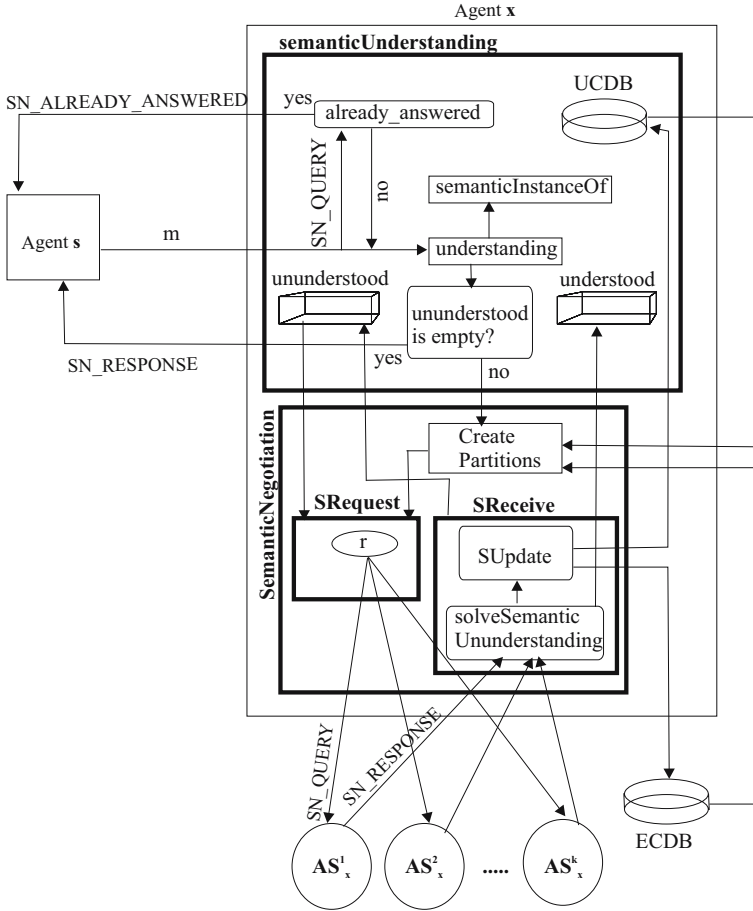 Agent x
semanticUnderstanding
SN_ALREADY_ANSWERED
yes
already_answered
UCDB
SN_QUERY
no
semanticInstanceOf
Agent s
m
understanding
ununderstood
understood
ununderstood
is empty?
yes
SN_RESPONSE
no
SemanticNegotiation
Create
Partitions
SRequest
SReceive
r
SUpdate
solveSemantic
Ununderstanding
SN_QUERY
SN_RESPONSE
ECDB
AS¹ₓ
AS²ₓ
.....
ASᵏₓ